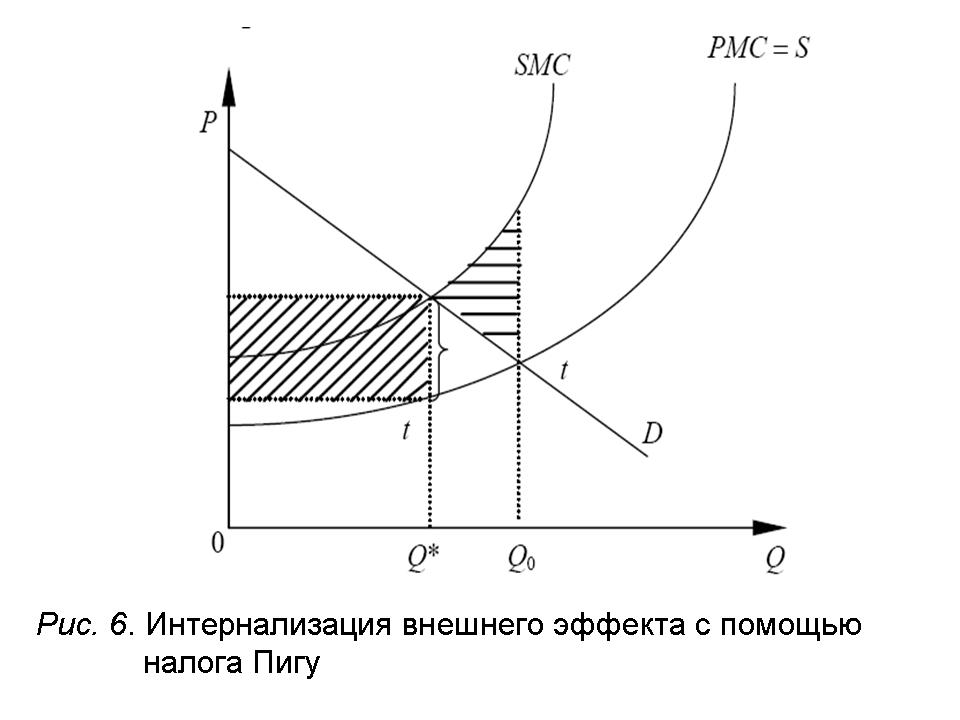 PMC = S
SMC
P
t
t
D
0
Q*
Q0
Q
Рис. 6. Интернализация внешнего эффекта с помощью
налога Пигу